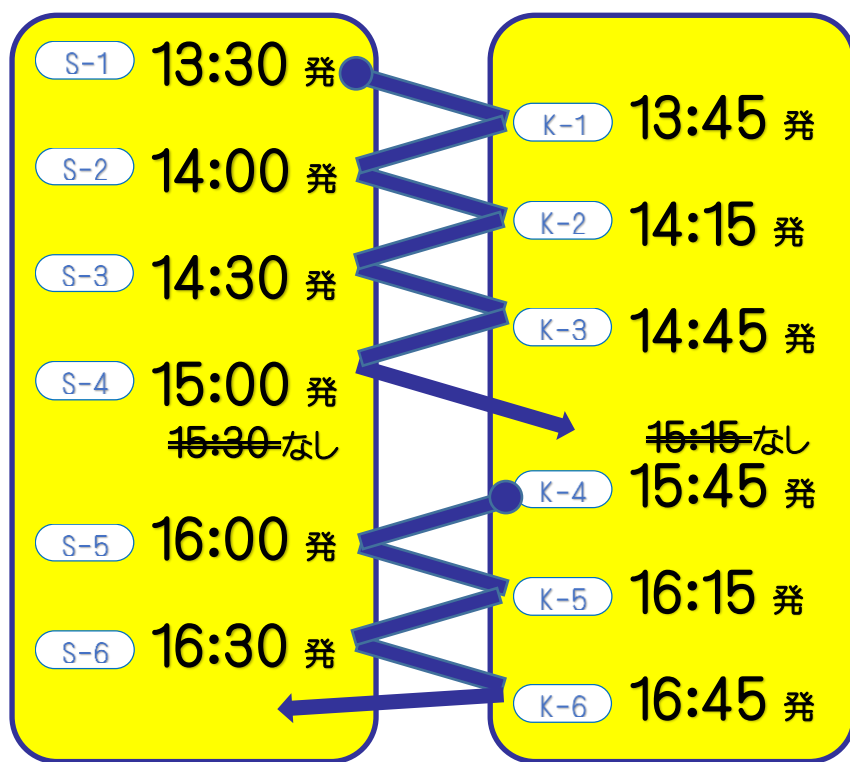 S-1 13:30 発
S-2 14:00 発
S-3 14:30 発
S-4 15:00 発
15:30 なし
S-5 16:00 発
S-6 16:30 発
K-1 13:45 発
K-2 14:15 発
K-3 14:45 発
15:15 なし
K-4 15:45 発
K-5 16:15 発
K-6 16:45 発